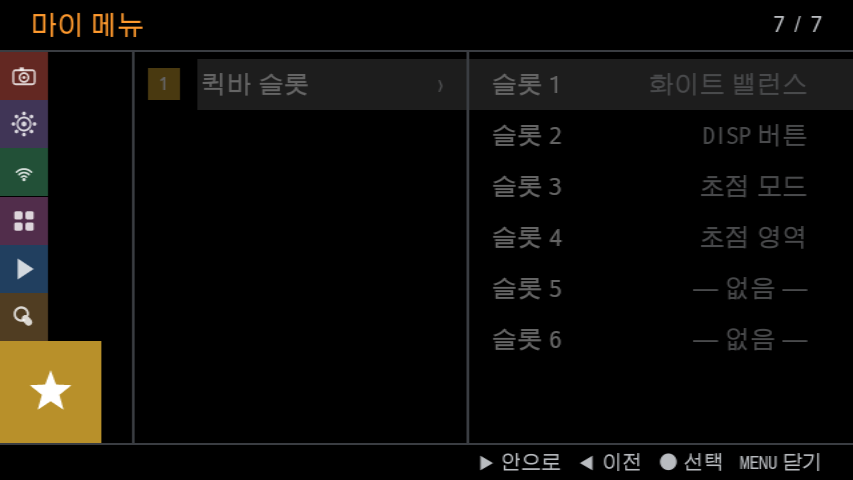 마이 메뉴 7 / 7
1 퀵바 슬롯 › 슬롯 1 화이트 밸런스
슬롯 2 DISP 버튼
슬롯 3 초점 모드
슬롯 4 초점 영역
슬롯 5 — 없음 —
슬롯 6 — 없음 —
▶ 안으로 ◀ 이전 ● 선택 MENU 닫기